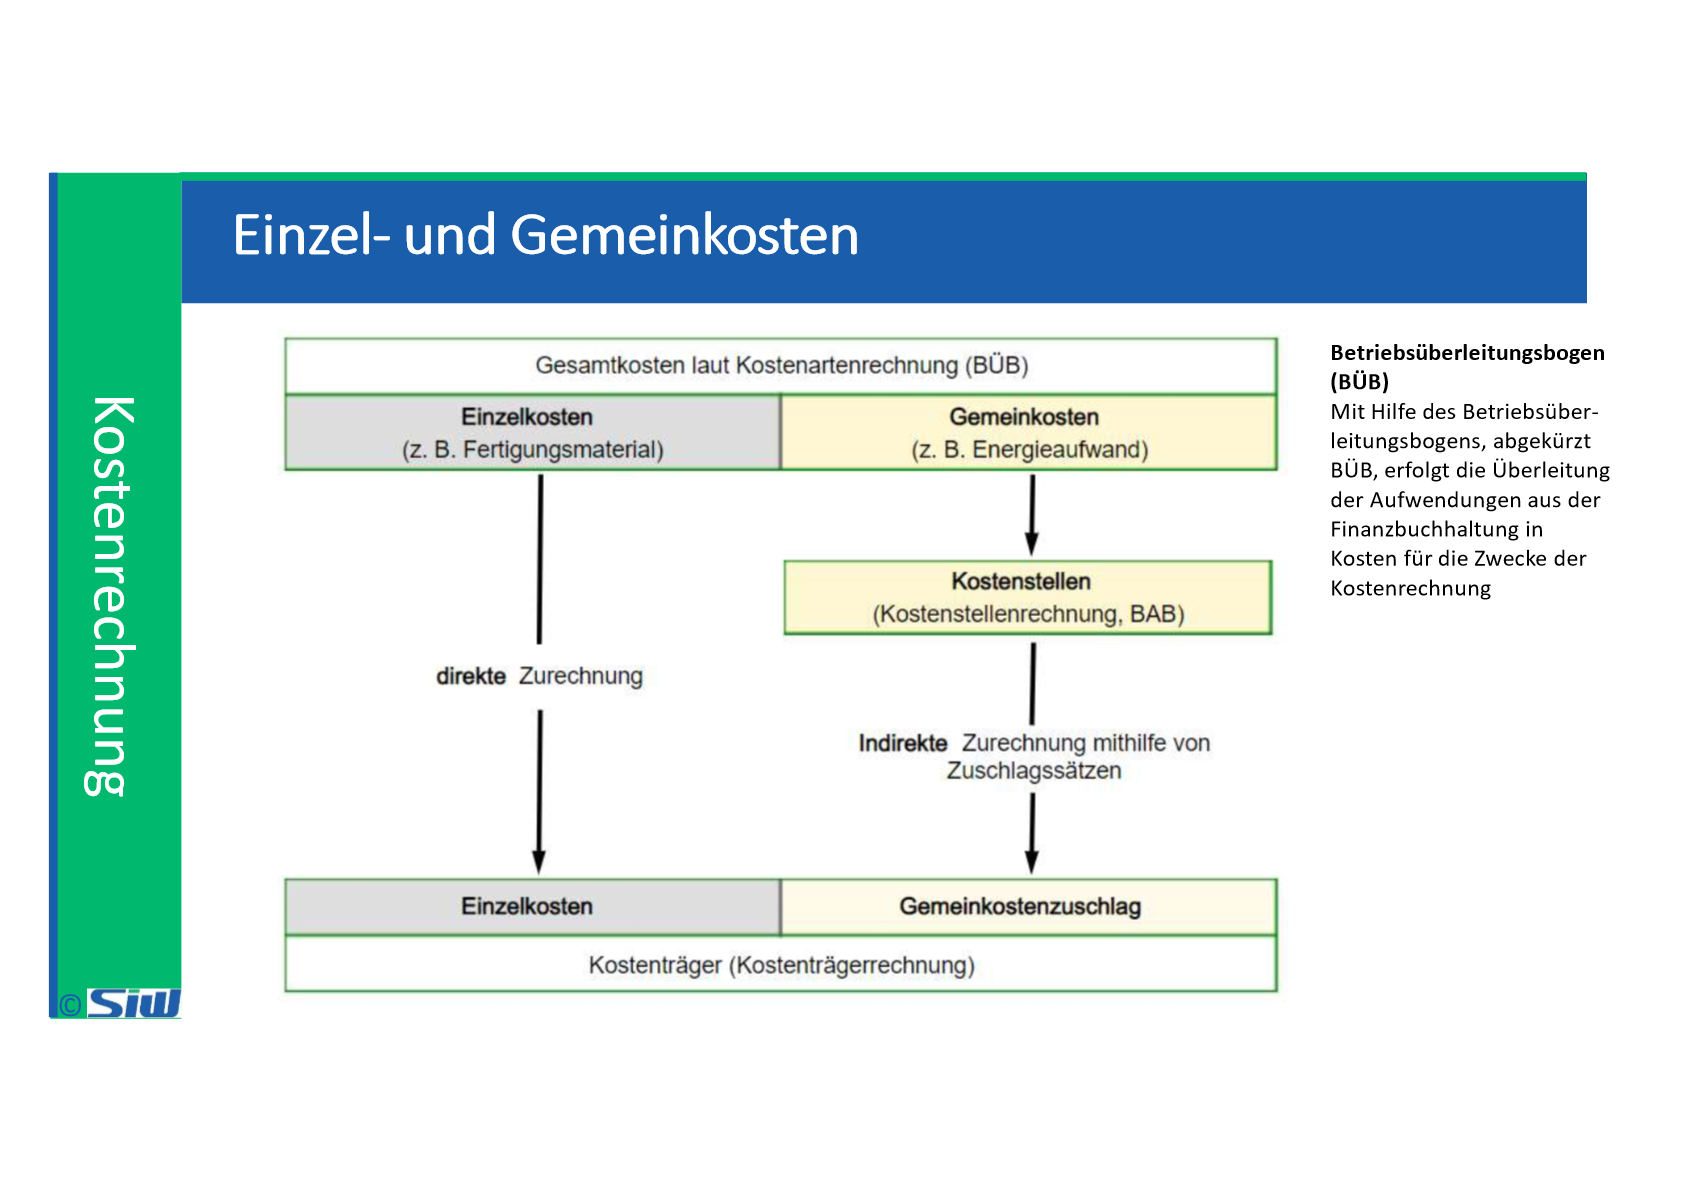 Einzel- und Gemeinkosten
Kostenrechnung
Gesamtkosten laut Kostenartenrechnung (BÜB)
Einzelkosten
(z. B. Fertigungsmaterial)
Gemeinkosten
(z. B. Energieaufwand)
Kostenstellen
(Kostenstellenrechnung, BAB)
direkte Zurechnung
Indirekte Zurechnung mithilfe von
Zuschlagssätzen
Einzelkosten
Gemeinkostenzuschlag
Kostenträger (Kostenträgerrechnung)
Betriebsüberleitungsbogen
(BÜB)
Mit Hilfe des Betriebsüber-
leitungsbogens, abgekürzt
BÜB, erfolgt die Überleitung
der Aufwendungen aus der
Finanzbuchhaltung in
Kosten für die Zwecke der
Kostenrechnung
© SiW